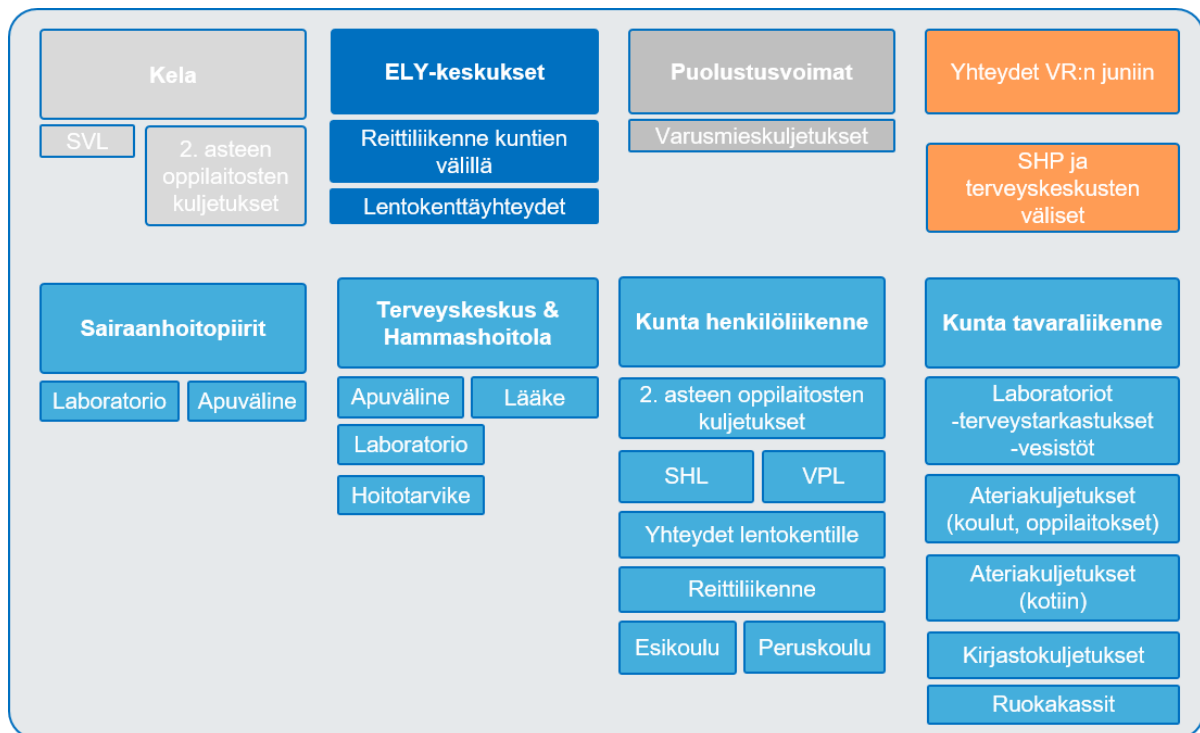 Kela
SVL
2. asteen
oppilaitosten
kuljetukset
ELY-keskukset
Reittiliikenne kuntien
välillä
Lentokenttäyhteydet
Puolustusvoimat
Varusmieskuljetukset
Yhteydet VR:n juniin
SHP ja
terveyskeskusten
väliset
Sairaanhoitopiirit
Laboratorio
Apuväline
Terveyskeskus &
Hammashoitola
Apuväline
Lääke
Laboratorio
Hoitotarvike
Kunta henkilöliikenne
2. asteen oppilaitosten
kuljetukset
SHL
VPL
Yhteydet lentokentille
Reittiliikenne
Esikoulu
Peruskoulu
Kunta tavaraliikenne
Laboratoriot
-terveystarkastukset
-vesistöt
Ateriakuljetukset
(koulut, oppilaitokset)
Ateriakuljetukset
(kotiin)
Kirjastokuljetukset
Ruokakassit